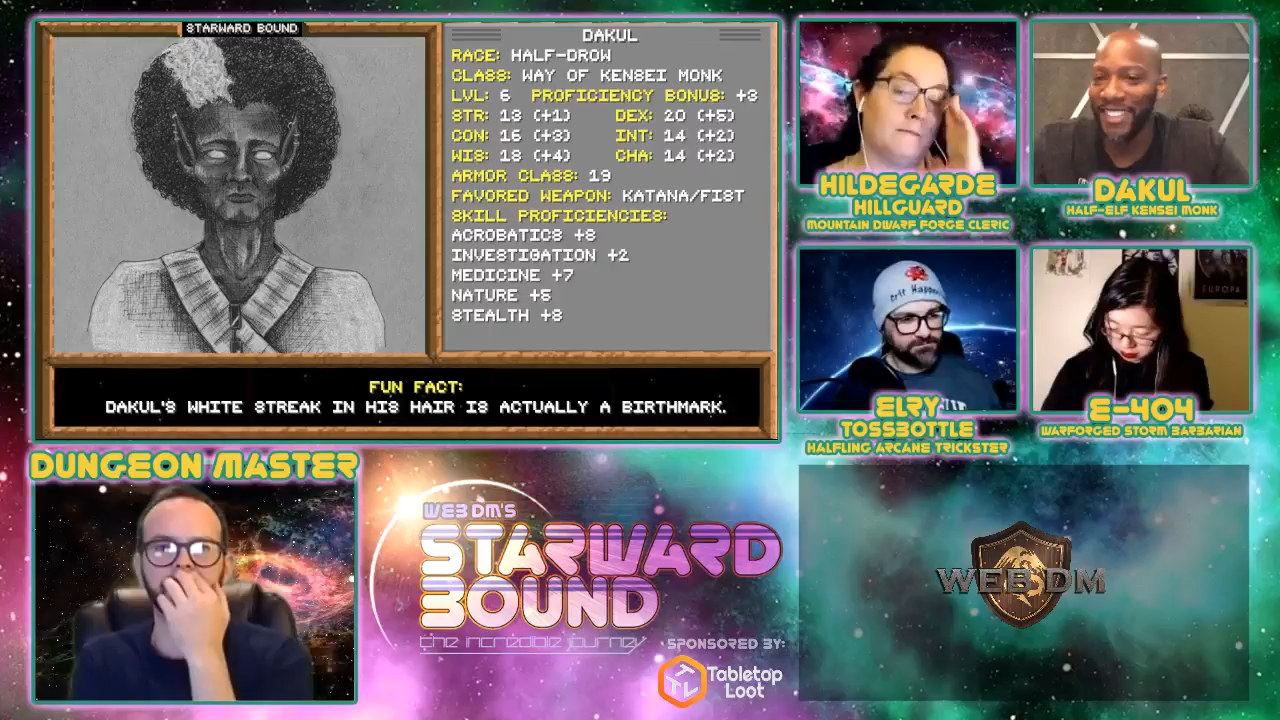 STARWARD BOUND
DAKUL
RACE: HALF-DROW
CLASS: WAY OF KENSEI MONK
LVL: 6 PROFICIENCY BONUS: +3
STR: 13 (+1) DEX: 20 (+5)
CON: 16 (+3) INT: 14 (+2)
WIS: 18 (+4) CHA: 14 (+2)
ARMOR CLASS: 19
FAVORED WEAPON: KATANA/FIST
SKILL PROFICIENCIES:
ACROBATICS +8
INVESTIGATION +2
MEDICINE +7
NATURE +5
STEALTH +8
FUN FACT:
DAKUL'S WHITE STREAK IN HIS HAIR IS ACTUALLY A BIRTHMARK.
HILDEGARDE
HILLGUARD
MOUNTAIN DWARF FORGE CLERIC
DAKUL
HALF-ELF KENSEI MONK
EUROPA
ELRY
TOSSBOTTLE
HALFLING ARCANE TRICKSTER
E-404
WARFORGED STORM BARBARIAN
DUNGEON MASTER
WEB DM'S
STARWARD
BOUND
the incredible journey
SPONSORED BY:
TTL
Tabletop
Loot
WEB DM